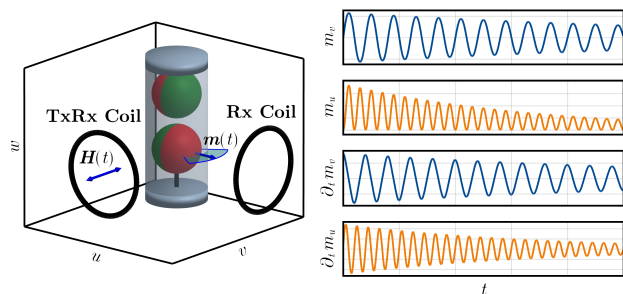 TxRx Coil
Rx Coil
H(t)
m(t)
w
u
v
m_v
m_u
∂_t m_v
∂_t m_u
t